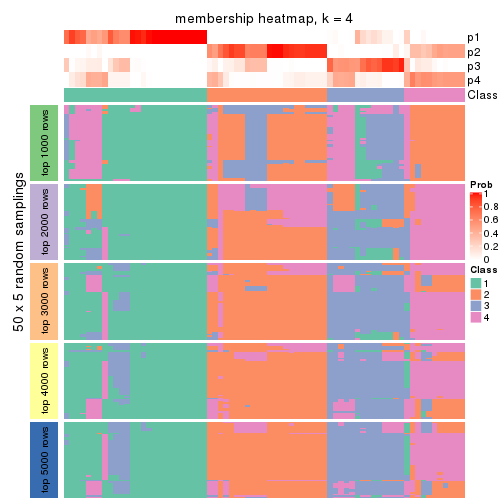 membership heatmap, k = 4
p1
p2
p3
p4
Class
50 x 5 random samplings
top 1000 rows
top 2000 rows
top 3000 rows
top 4000 rows
top 5000 rows
Prob
1
0.8
0.6
0.4
0.2
0
Class
1
2
3
4